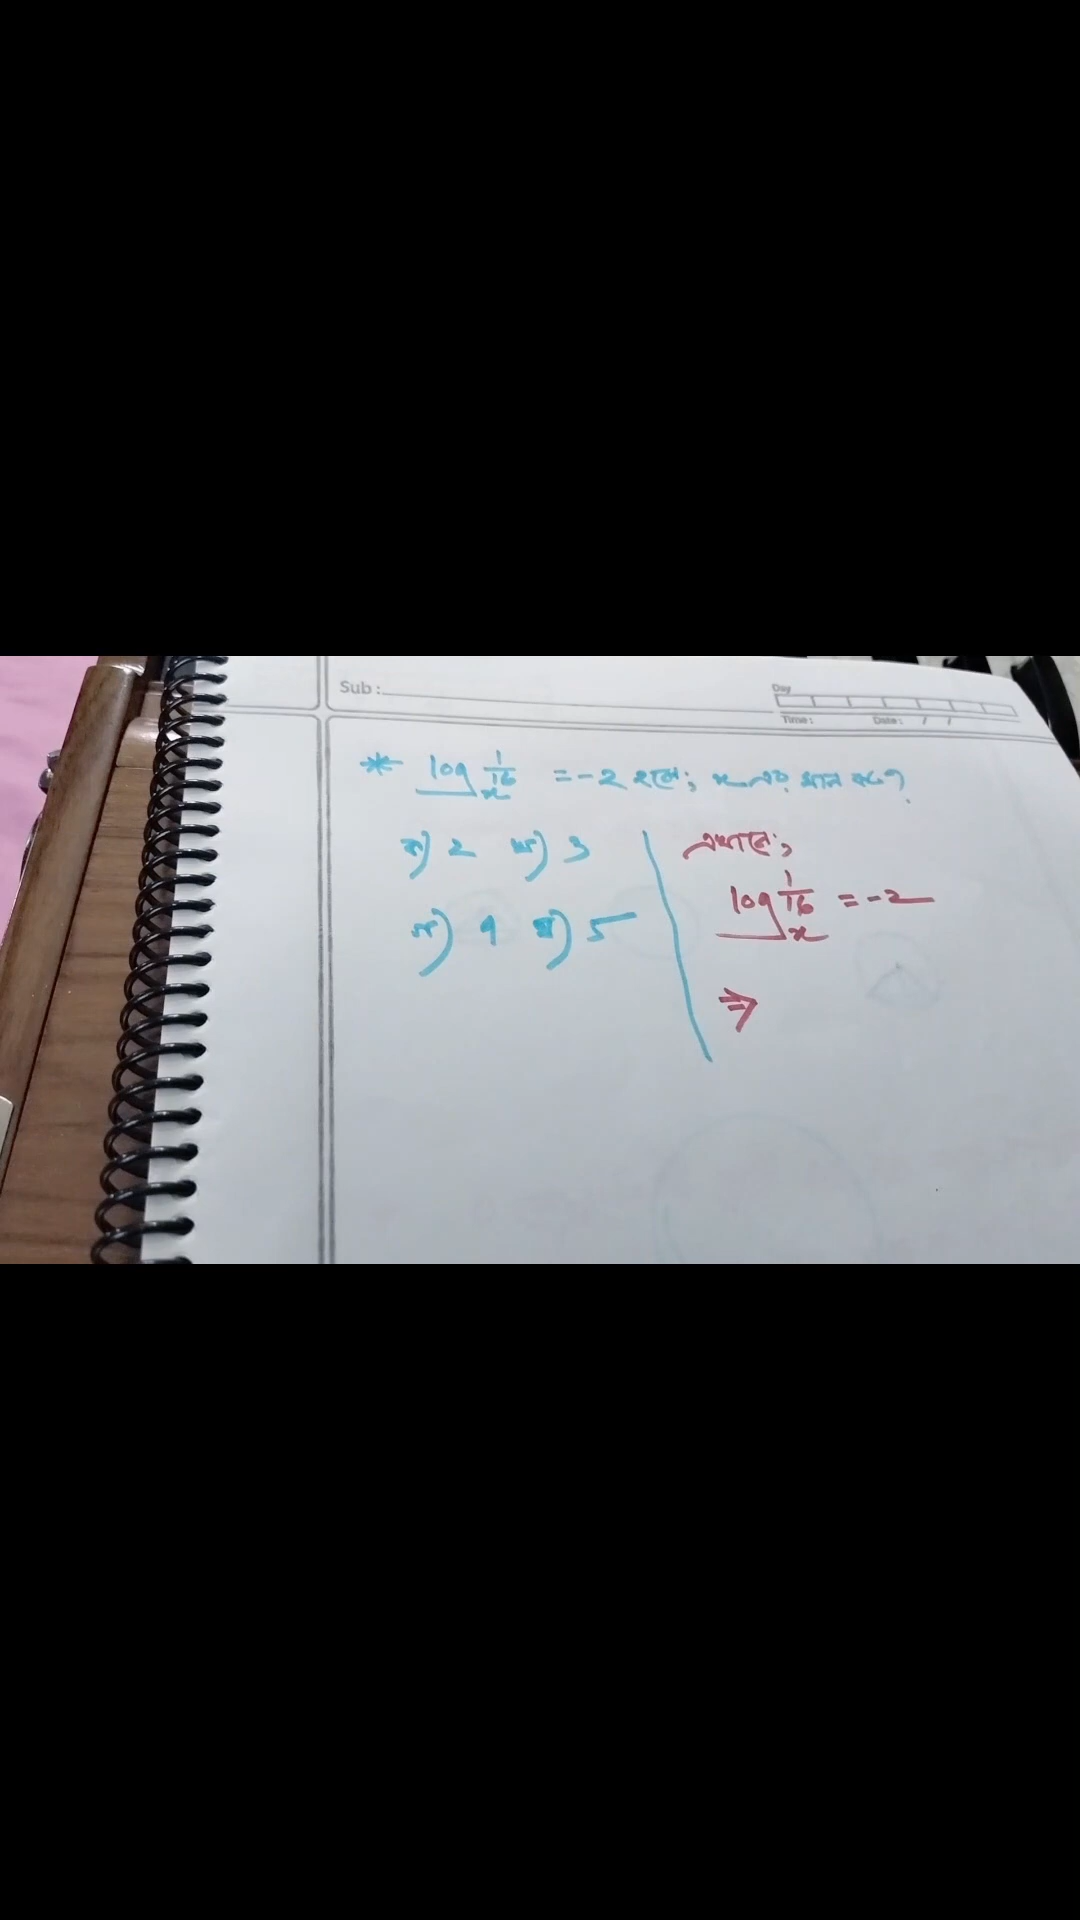 Sub :
Day
Time :
Date : / /
* log_x 1/16 = -2 হলে; x এর মান কত?
ক) 2 খ) 3
গ) 4 ঘ) 5
এখানে;
log_x 1/16 = -2
⇒